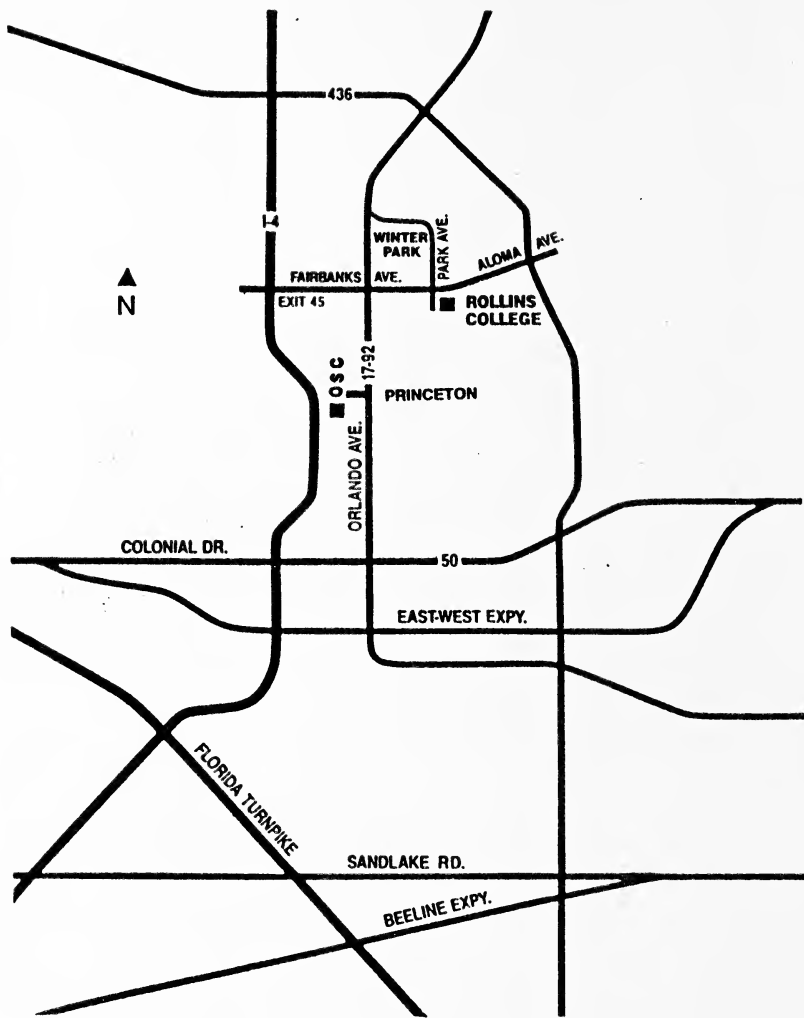 436
I-4
WINTER
PARK
PARK AVE.
ALOMA AVE.
FAIRBANKS AVE.
N
EXIT 45
ROLLINS
COLLEGE
17-92
OSC
PRINCETON
ORLANDO AVE.
COLONIAL DR.
50
EAST-WEST EXPY.
FLORIDA TURNPIKE
SANDLAKE RD.
BEELINE EXPY.